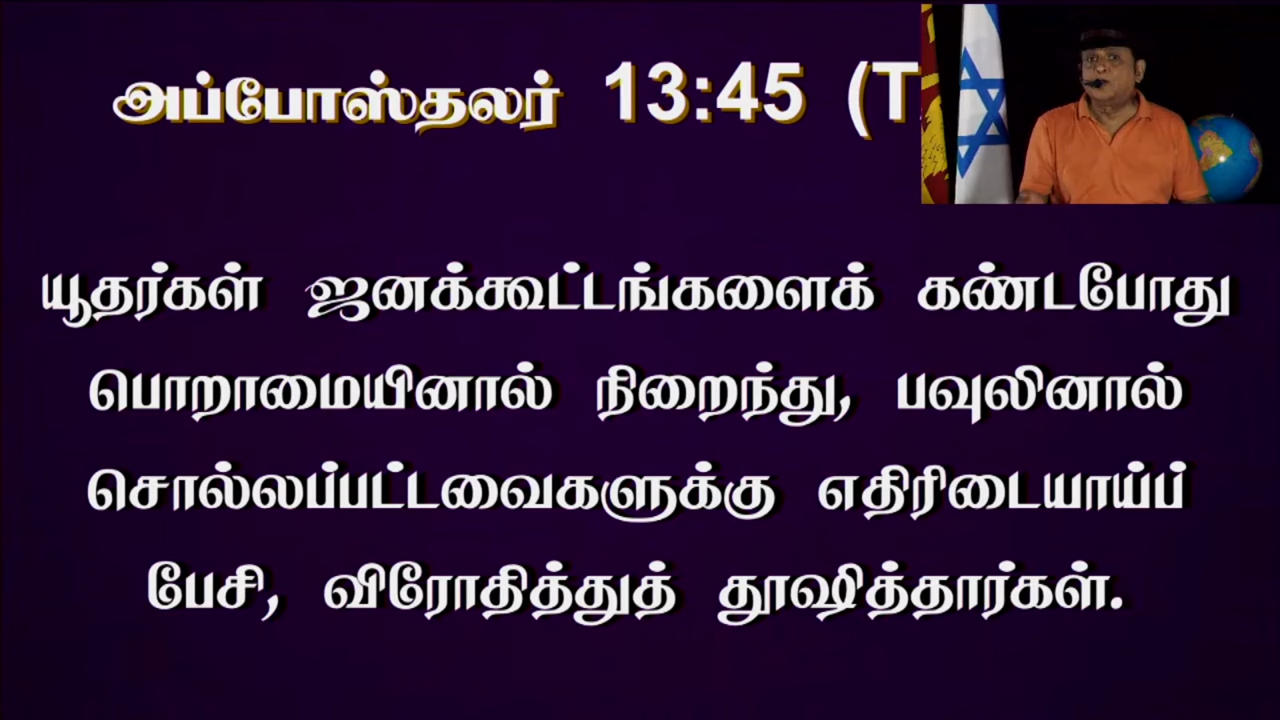 அப்போஸ்தலர் 13:45 (T
யூதர்கள் ஜனக்கூட்டங்களைக் கண்டபோது
பொறாமையினால் நிறைந்து, பவுலினால்
சொல்லப்பட்டவைகளுக்கு எதிரிடையாய்ப்
பேசி, விரோதித்துத் தூஷித்தார்கள்.